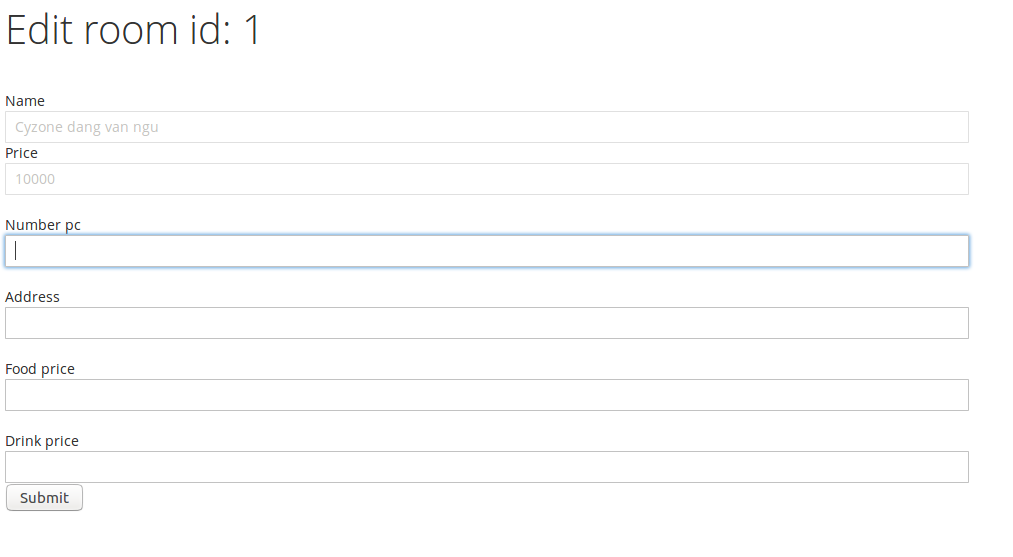 Edit room id: 1
Name
Cyzone dang van ngu
Price
10000
Number pc
Address
Food price
Drink price
Submit